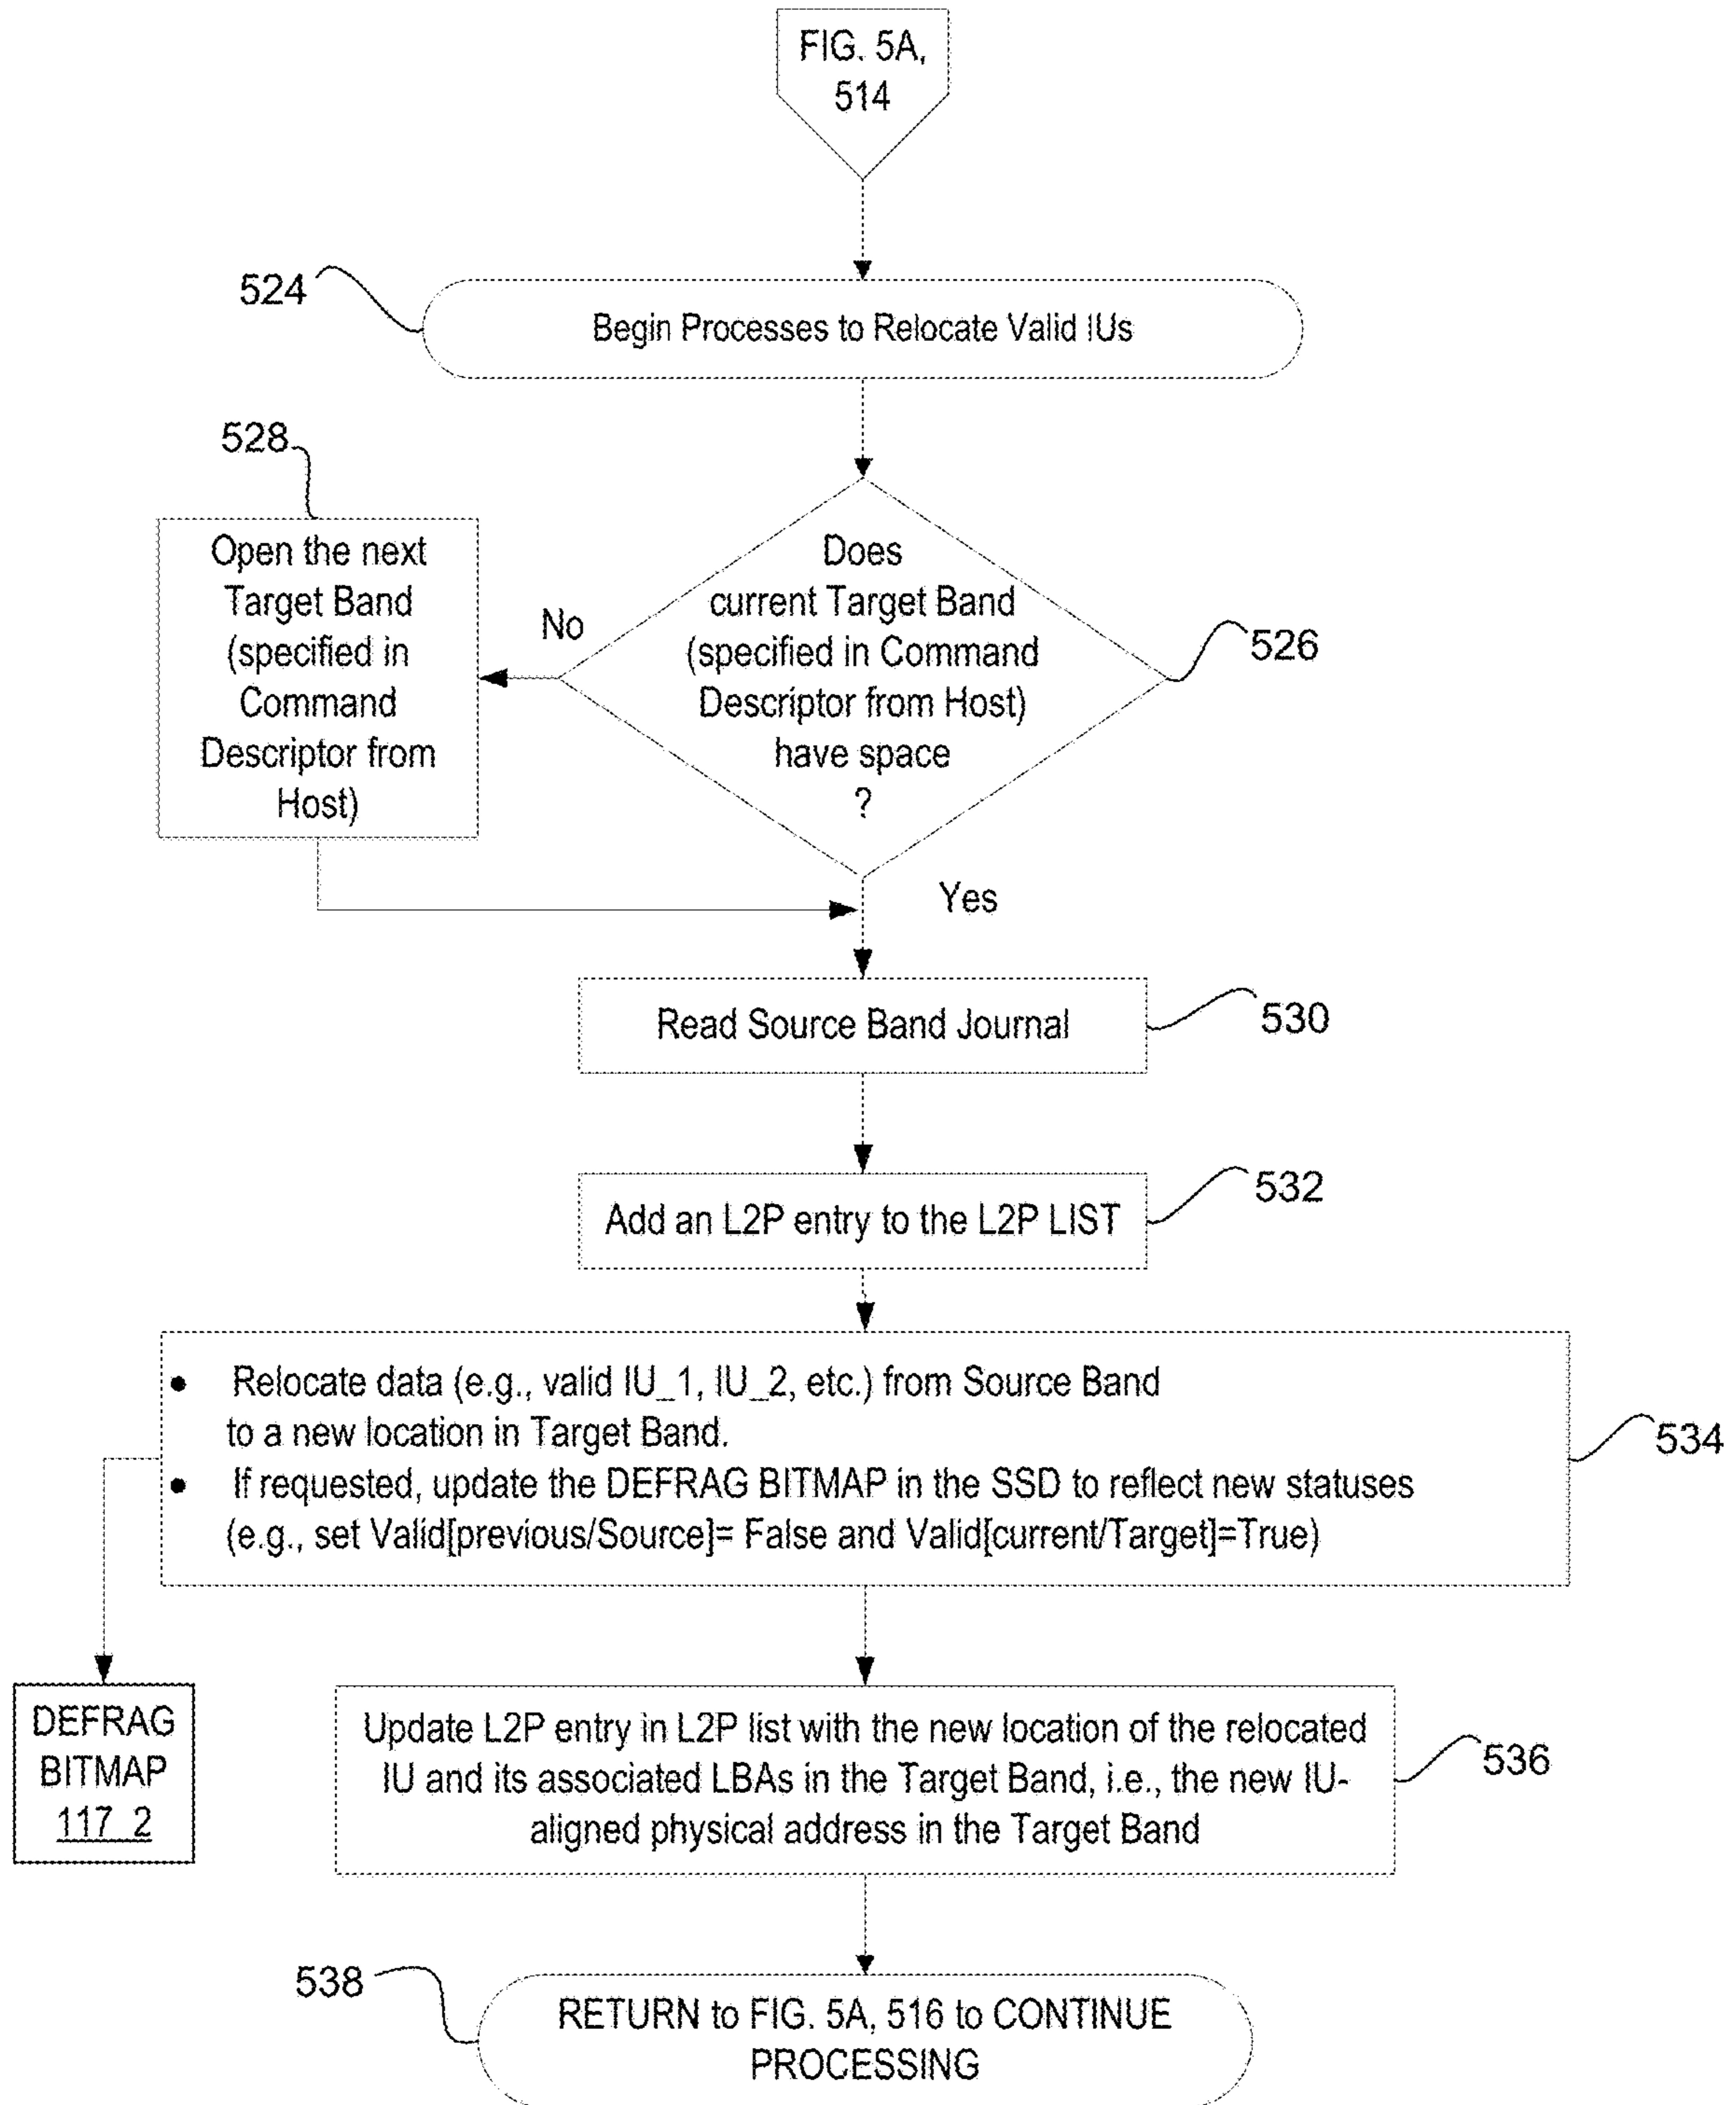 FIG. 5A,
514
524
Begin Processes to Relocate Valid IUs
528
Open the next
Target Band
(specified in
Command
Descriptor from
Host)
No
Does
current Target Band
(specified in Command
Descriptor from Host)
have space
?
526
Yes
Read Source Band Journal
530
Add an L2P entry to the L2P LIST
532
• Relocate data (e.g., valid IU_1, IU_2, etc.) from Source Band
to a new location in Target Band.
• If requested, update the DEFRAG BITMAP in the SSD to reflect new statuses
(e.g., set Valid[previous/Source]= False and Valid[current/Target]=True)
534
DEFRAG
BITMAP
117_2
Update L2P entry in L2P list with the new location of the relocated
IU and its associated LBAs in the Target Band, i.e., the new IU-
aligned physical address in the Target Band
536
538
RETURN to FIG. 5A, 516 to CONTINUE
PROCESSING